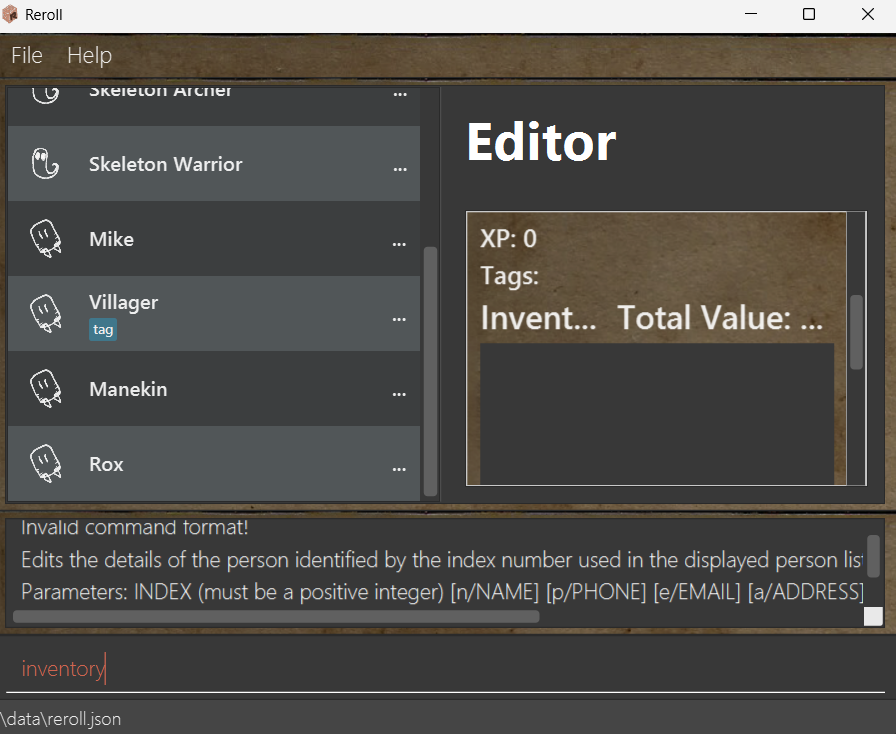 Reroll
File Help
Skeleton Archer ...
Skeleton Warrior ...
Mike ...
Villager ...
tag
Manekin ...
Rox ...
Editor
XP: 0
Tags:
Invent... Total Value: ...
Invalid command format!
Edits the details of the person identified by the index number used in the displayed person lis
Parameters: INDEX (must be a positive integer) [n/NAME] [p/PHONE] [e/EMAIL] [a/ADDRESS]
inventory
\data\reroll.json